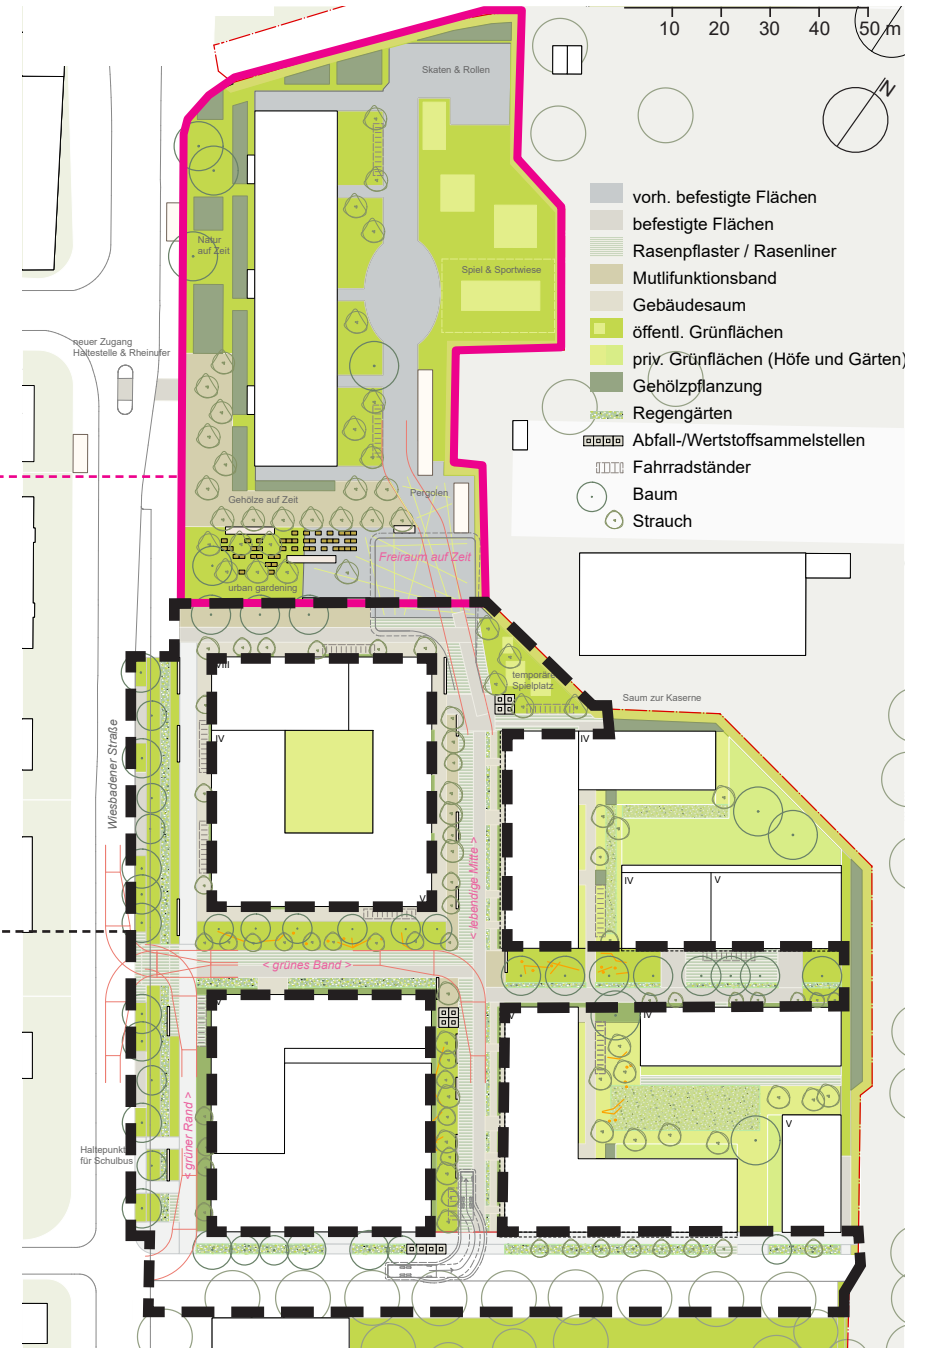 10 20 30 40 50 m
N
Skaten & Rollen
vorh. befestigte Flächen
befestigte Flächen
Rasenpflaster / Rasenliner
Mutlifunktionsband
Gebäudesaum
öffentl. Grünflächen
priv. Grünflächen (Höfe und Gärten)
Gehölzpflanzung
Regengärten
Abfall-/Wertstoffsammelstellen
Fahrradständer
Baum
Strauch
Natur
auf Zeit
Spiel & Sportwiese
neuer Zugang
Haltestelle & Rheinufer
Gehölze auf Zeit
Pergolen
Freiraum auf Zeit
urban gardening
temporäre
Spielplatz
Saum zur Kaserne
VIII
IV
IV
Wiesbadener Straße
< lebendige Mitte >
IV
V
V
< grünes Band >
V
IV
V
< grüner Rand >
Haltepunkt
für Schulbus